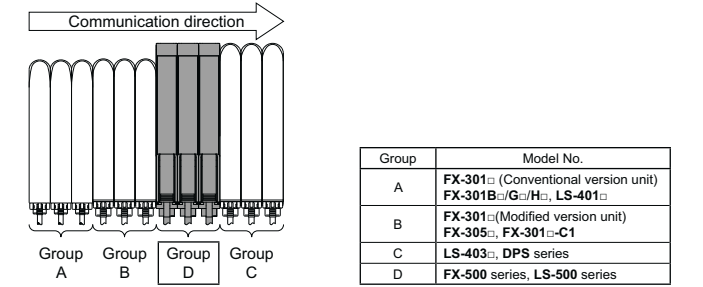 Communication direction
Group A
Group B
Group D
Group C
Group Model No.
A FX-301□ (Conventional version unit)
FX-301B□/G□/H□, LS-401□
B FX-301□(Modified version unit)
FX-305□, FX-301□-C1
C LS-403□, DPS series
D FX-500 series, LS-500 series